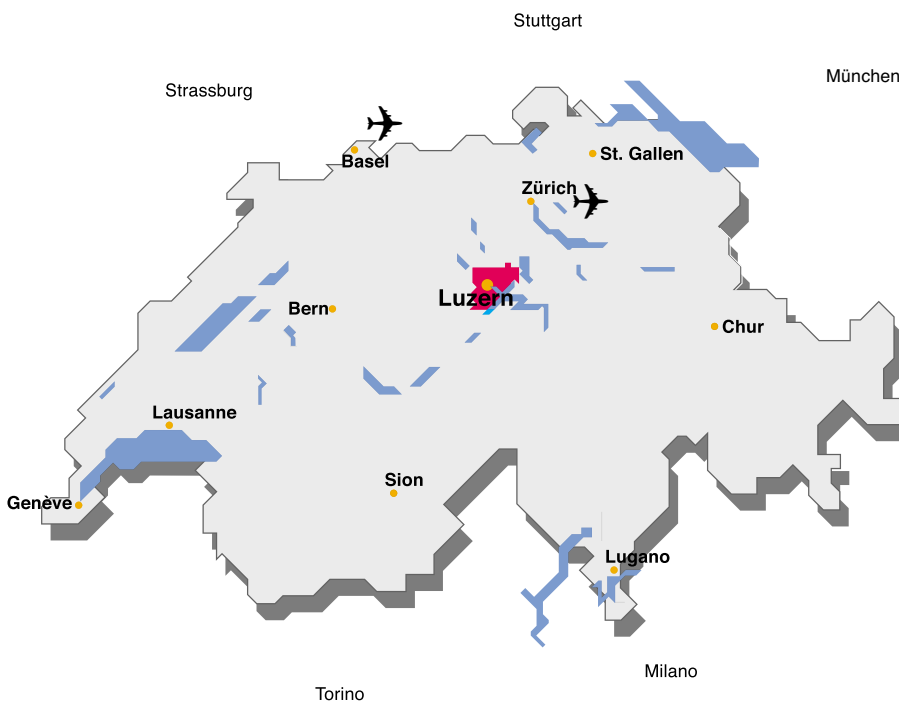 Stuttgart
München
Strassburg
Basel
St. Gallen
Zürich
Luzern
Bern
Chur
Lausanne
Sion
Genève
Lugano
Milano
Torino